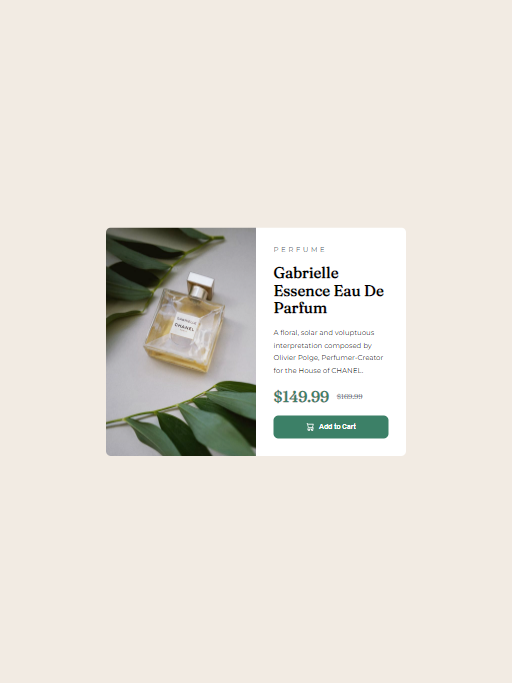 GABRIELLE
CHANEL
PERFUME
Gabrielle
Essence Eau De
Parfum
A floral, solar and voluptuous
interpretation composed by
Olivier Polge, Perfumer-Creator
for the House of CHANEL.
$149.99 $169.99
Add to Cart